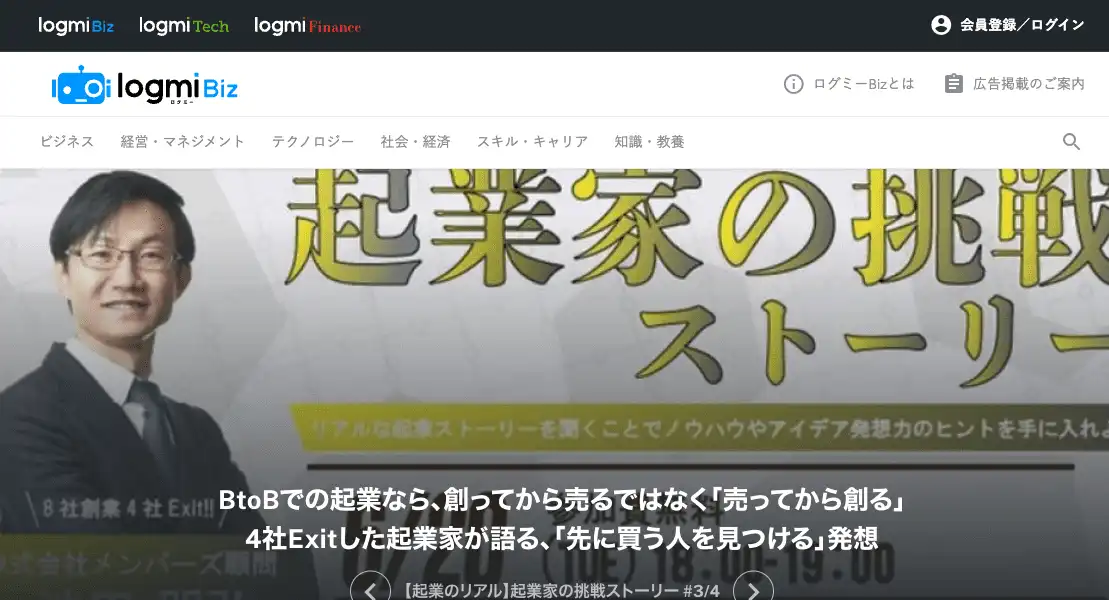 logmi Biz logmi Tech logmi Finance 会員登録／ログイン
logmi Biz ログミーBizとは 広告掲載のご案内
ログミー
ビジネス 経営・マネジメント テクノロジー 社会・経済 スキル・キャリア 知識・教養
起業家の挑戦
ストーリー
リアルな起業ストーリーを聞くことでノウハウやアイデア発想力のヒントを手に入れよ
8社創業4社Exit!!
参加費無料
BtoBでの起業なら、創ってから売るではなく「売ってから創る」
4社Exitした起業家が語る、「先に買う人を見つける」発想
6/20 (TUE) 18:00-19:00
株式会社メンバーズ顧問
【起業のリアル】起業家の挑戦ストーリー #3/4